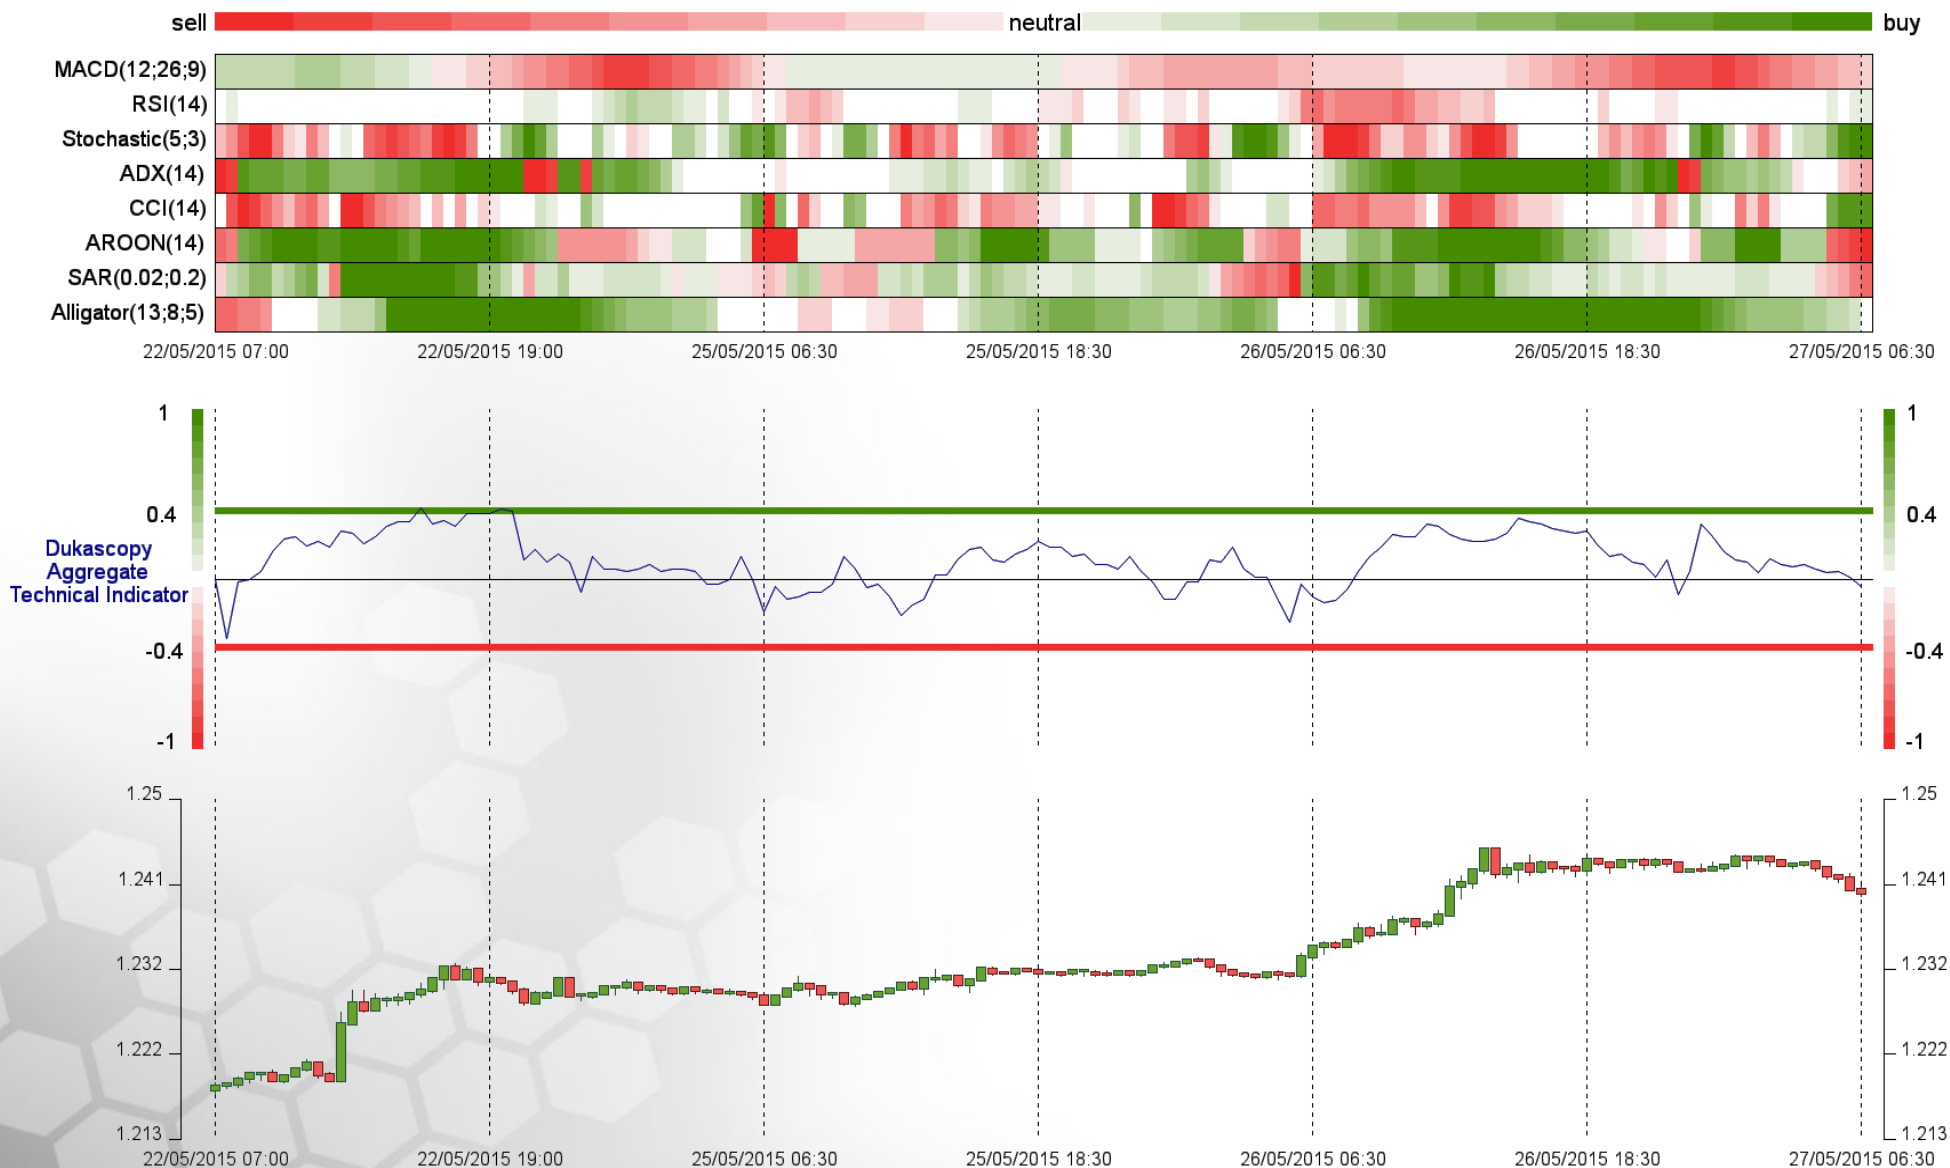 sell neutral buy
MACD(12;26;9)
RSI(14)
Stochastic(5;3)
ADX(14)
CCI(14)
AROON(14)
SAR(0.02;0.2)
Alligator(13;8;5)
22/05/2015 07:00 22/05/2015 19:00 25/05/2015 06:30 25/05/2015 18:30 26/05/2015 06:30 26/05/2015 18:30 27/05/2015 06:30
1 1
0.4 0.4
Dukascopy
Aggregate
Technical Indicator
-0.4 -0.4
-1 -1
1.25 1.25
1.241 1.241
1.232 1.232
1.222 1.222
1.213 1.213
22/05/2015 07:00 22/05/2015 19:00 25/05/2015 06:30 25/05/2015 18:30 26/05/2015 06:30 26/05/2015 18:30 27/05/2015 06:30